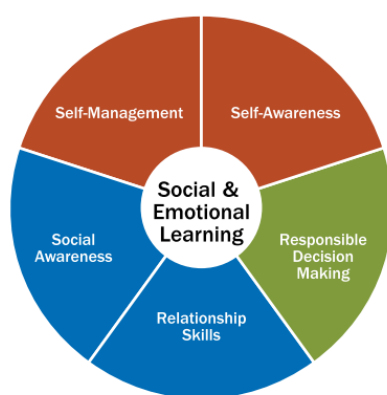 Self-Management
Self-Awareness
Social &
Emotional
Learning
Social
Awareness
Responsible
Decision
Making
Relationship
Skills